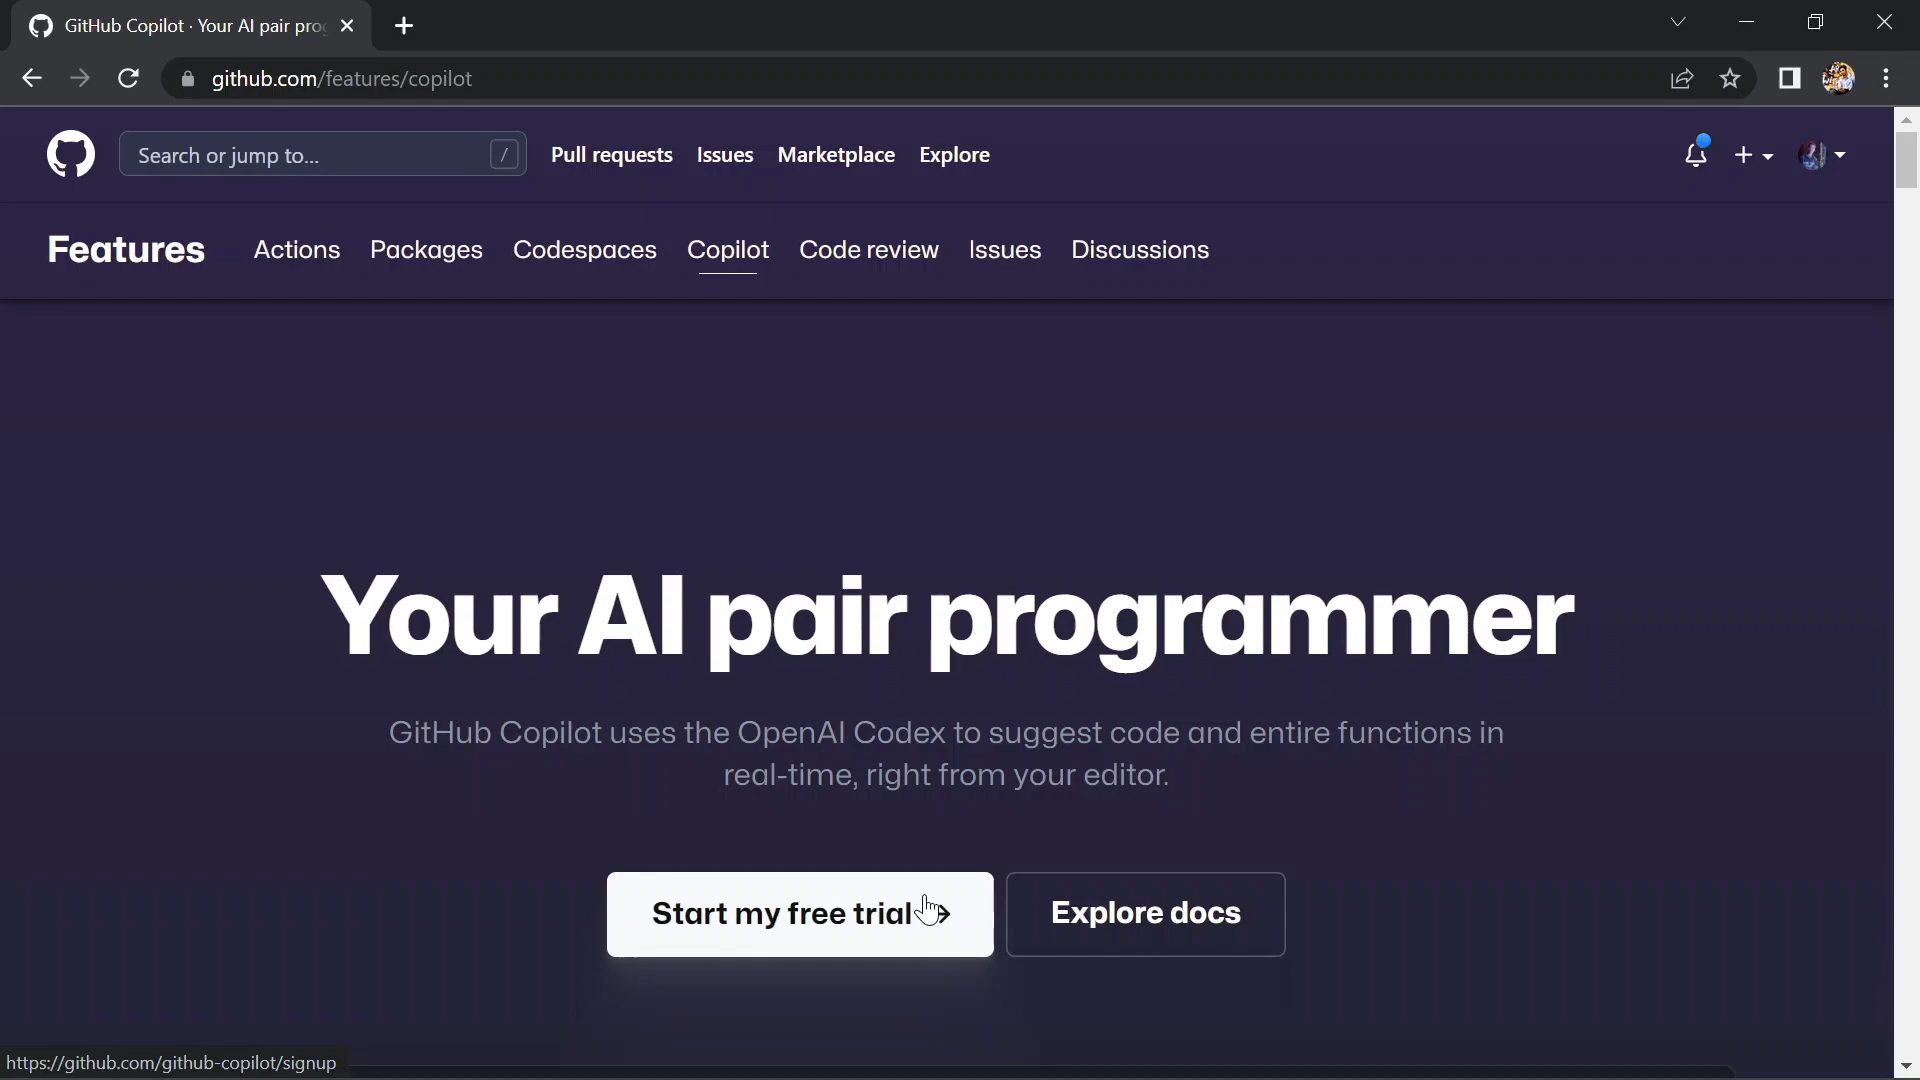 GitHub Copilot · Your AI pair pro
github.com/features/copilot
Search or jump to...
/
Pull requests
Issues
Marketplace
Explore
Features
Actions
Packages
Codespaces
Copilot
Code review
Issues
Discussions
Your AI pair programmer
GitHub Copilot uses the OpenAI Codex to suggest code and entire functions in
real-time, right from your editor.
Start my free trial
Explore docs
https://github.com/github-copilot/signup